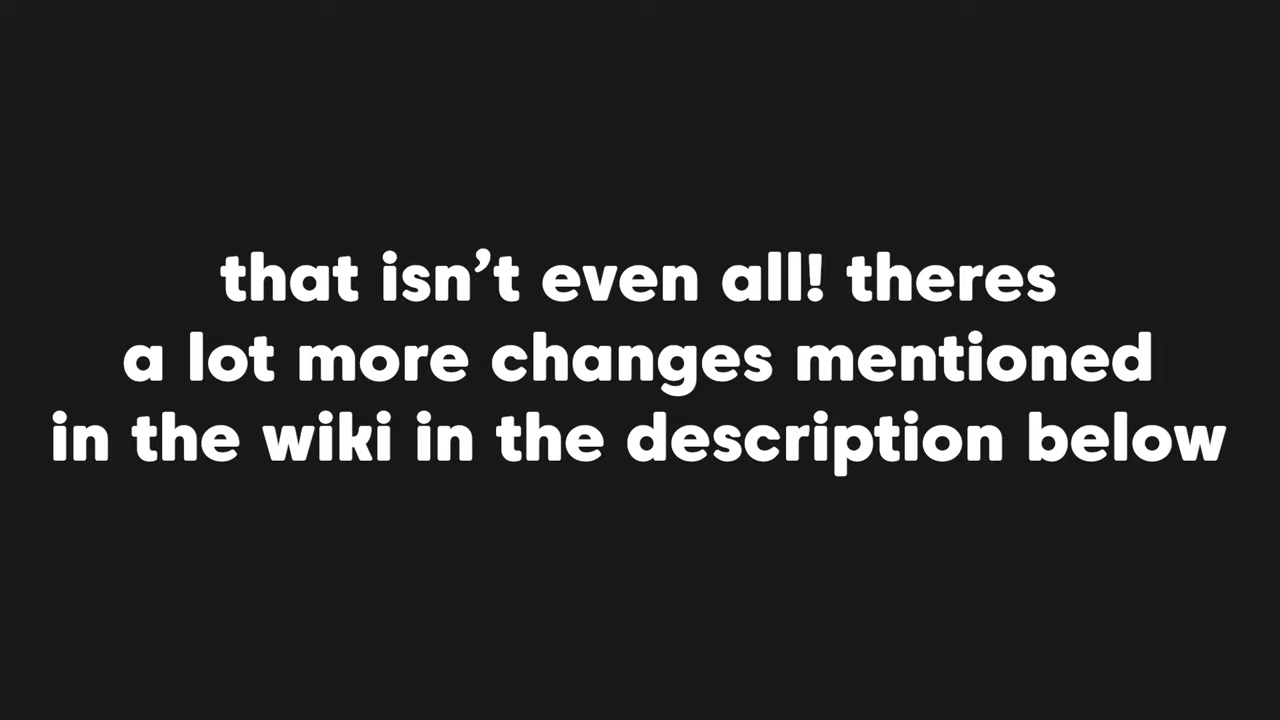 that isn’t even all! theres
a lot more changes mentioned
in the wiki in the description below